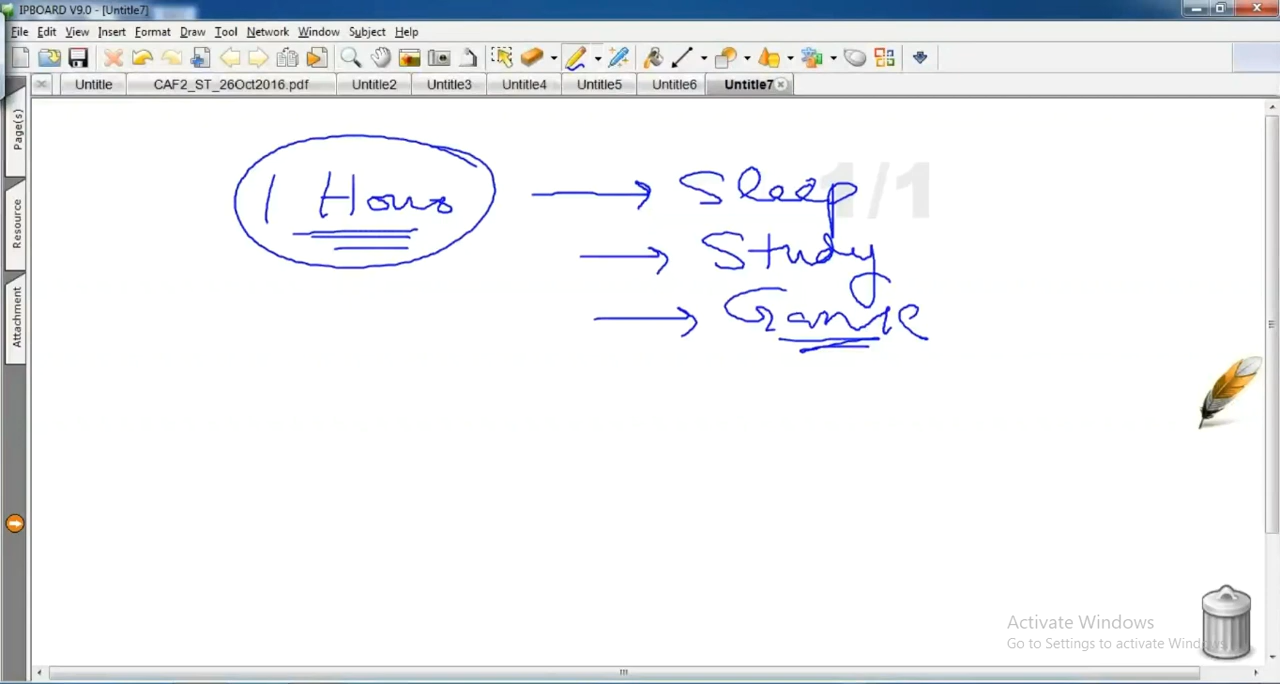 IPBOARD V9.0 - [Untitle7]
File Edit View Insert Format Draw Tool Network Window Subject Help
Untitle CAF2_ST_26Oct2016.pdf Untitle2 Untitle3 Untitle4 Untitle5 Untitle6 Untitle7
Page(s)
Resource
Attachment
1/1
1 Hour → Sleep
→ Study
→ Game
Activate Windows
Go to Settings to activate Windows.